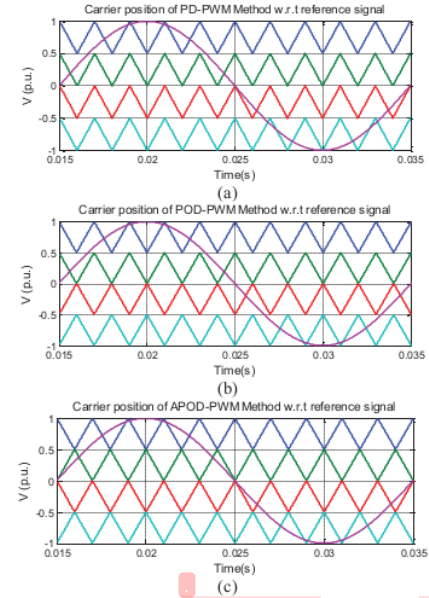 Carrier position of PD-PWM Method w.r.t reference signal
1
0.5
0
-0.5
-1
V (p.u.)
0.015 0.02 0.025 0.03 0.035
Time(s)
(a)
Carrier position of POD-PWM Method w.r.t reference signal
1
0.5
0
-0.5
-1
V (p.u.)
0.015 0.02 0.025 0.03 0.035
Time(s)
(b)
Carrier position of APOD-PWM Method w.r.t reference signal
1
0.5
0
-0.5
-1
V (p.u.)
0.015 0.02 0.025 0.03 0.035
Time(s)
(c)